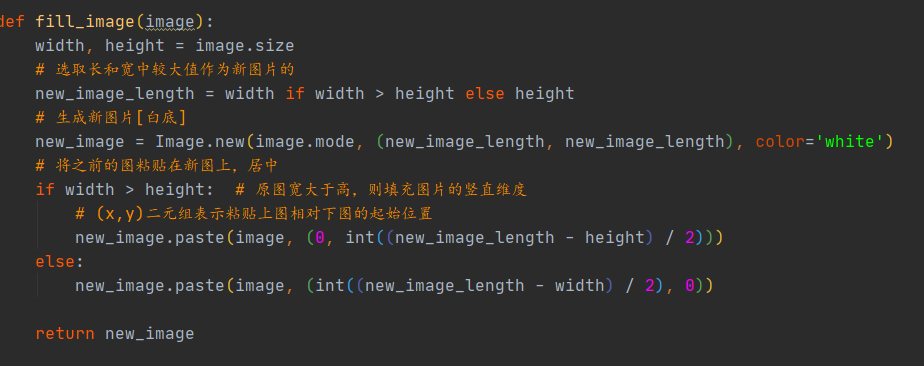 def fill_image(image):
    width, height = image.size
    # 选取长和宽中较大值作为新图片的
    new_image_length = width if width > height else height
    # 生成新图片[白底]
    new_image = Image.new(image.mode, (new_image_length, new_image_length), color='white')
    # 将之前的图粘贴在新图上，居中
    if width > height:  # 原图宽大于高，则填充图片的竖直维度
        # (x,y)二元组表示粘贴上图相对下图的起始位置
        new_image.paste(image, (0, int((new_image_length - height) / 2)))
    else:
        new_image.paste(image, (int((new_image_length - width) / 2), 0))
    return new_image